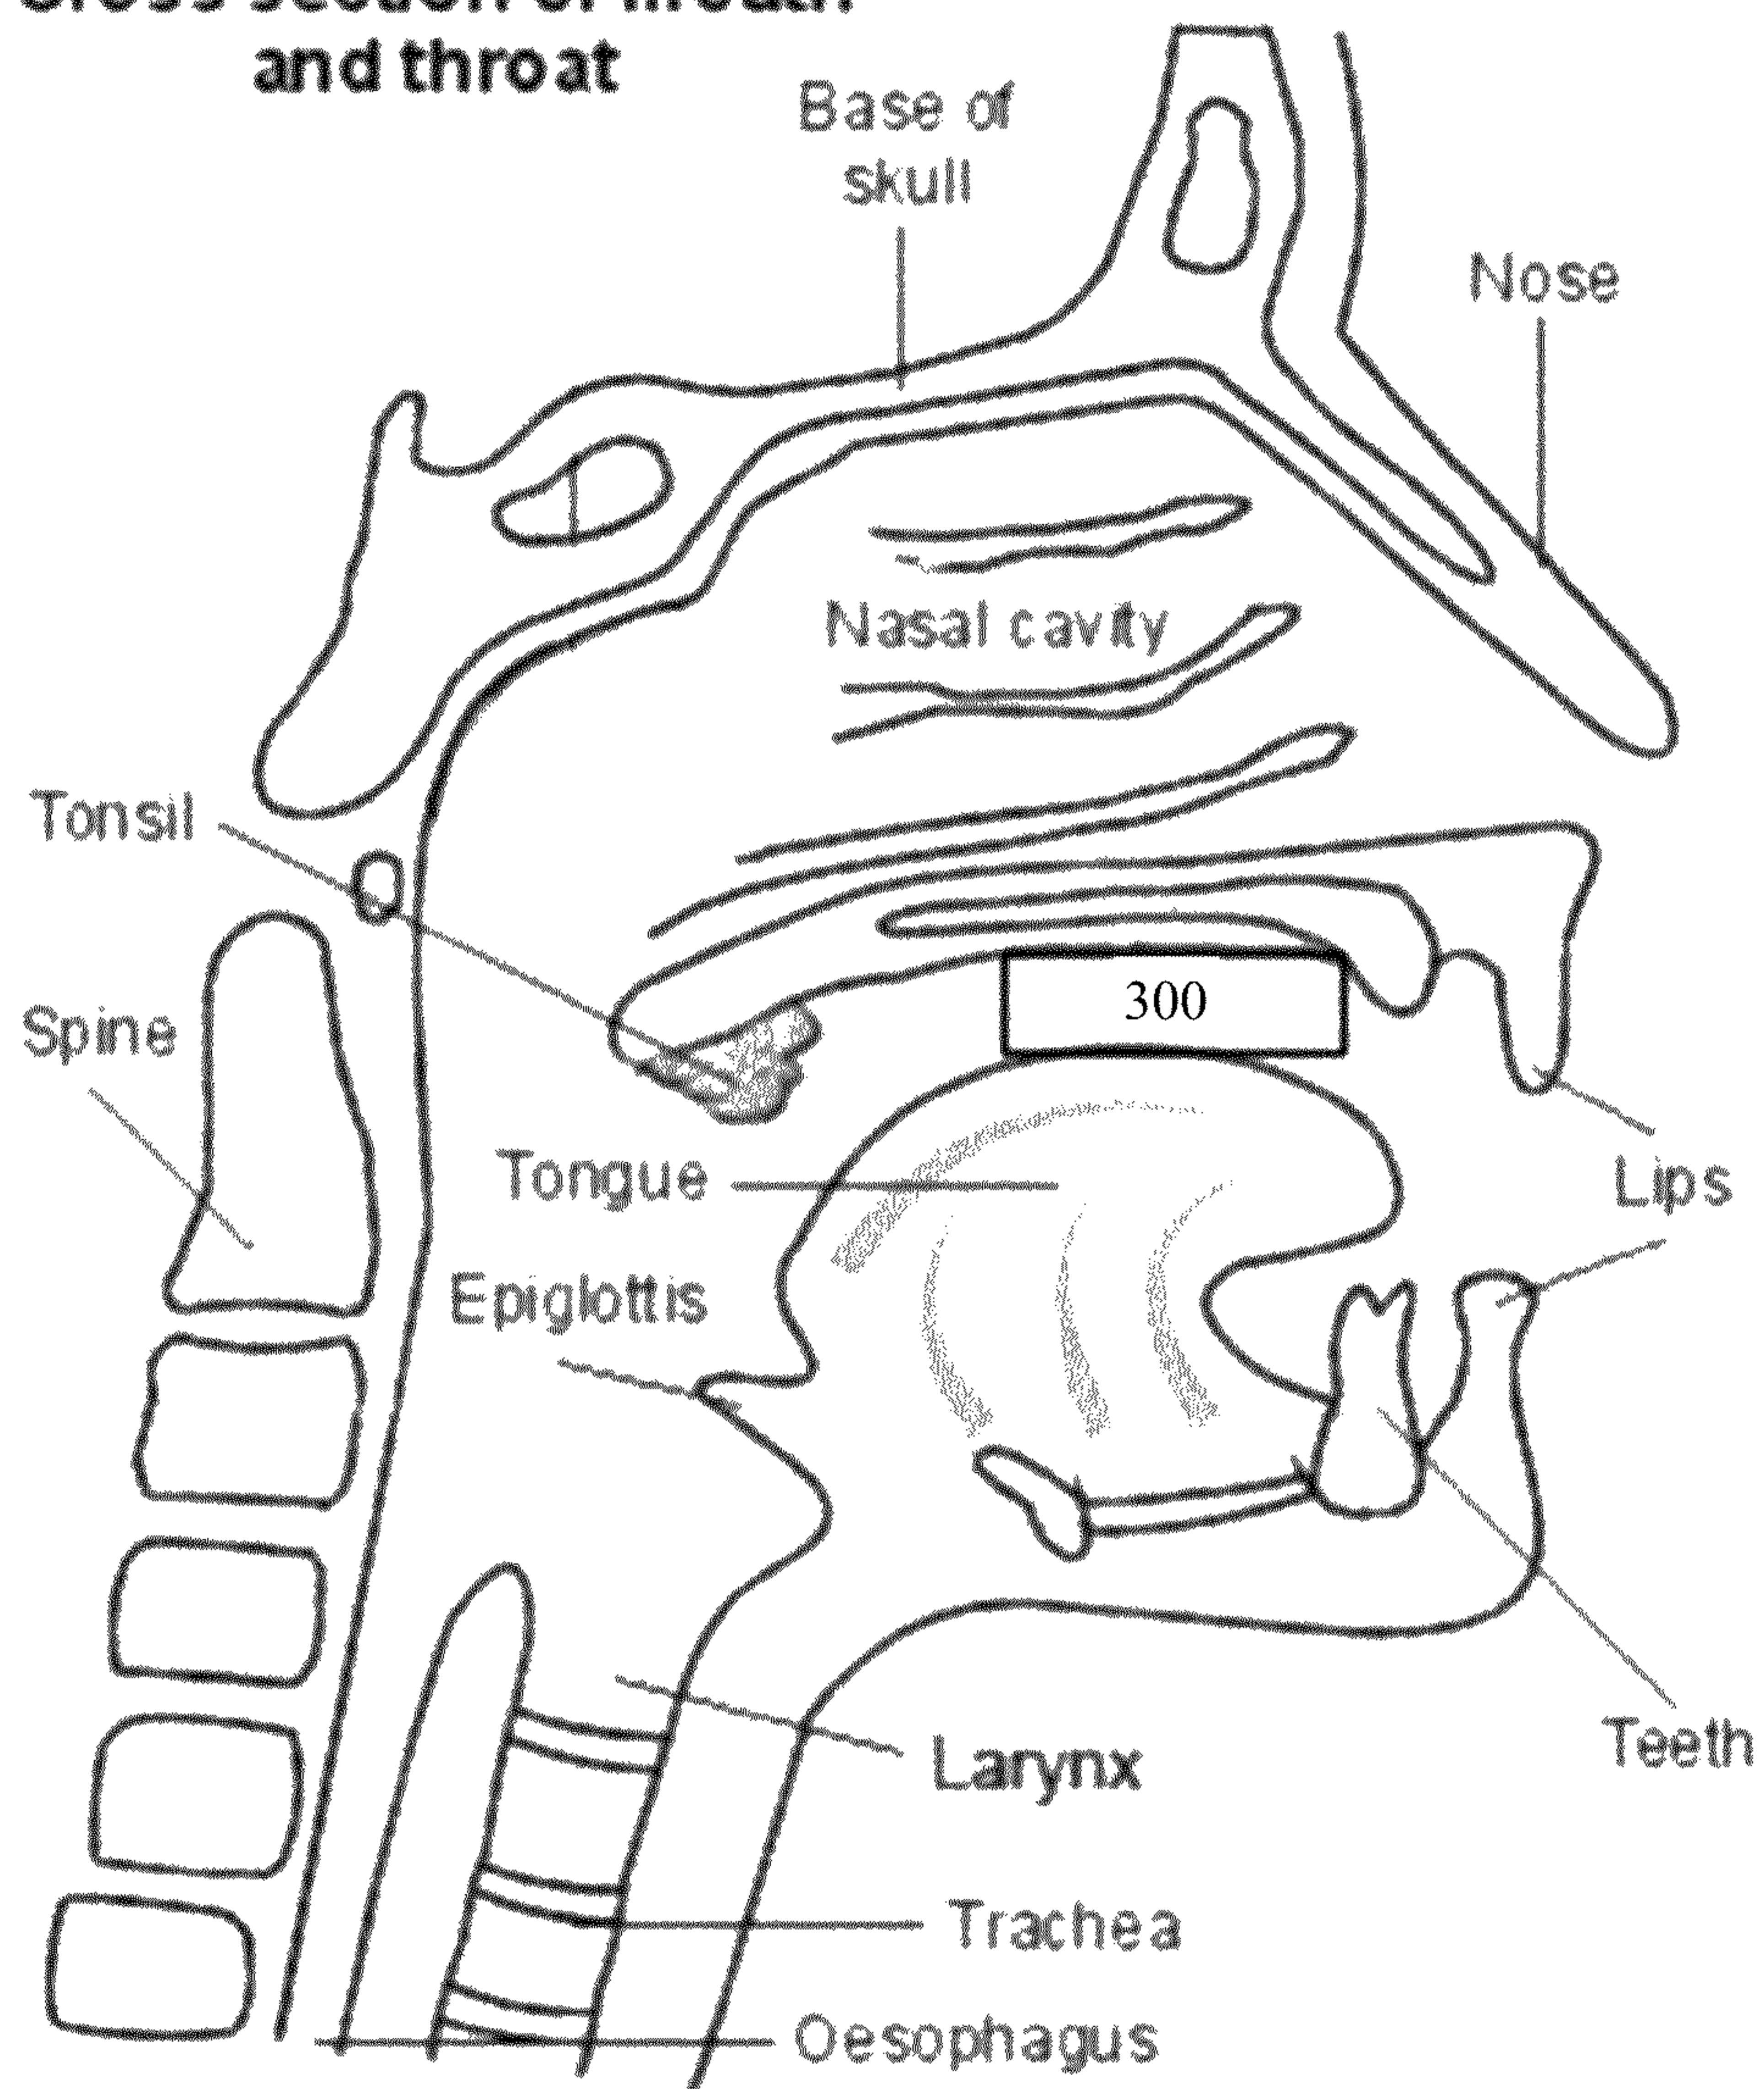 and throat
Base of
skull
Nose
Nasal cavity
Tonsil
Spine
300
Tongue
Lips
Epiglottis
Larynx
Teeth
Trachea
Oesophagus